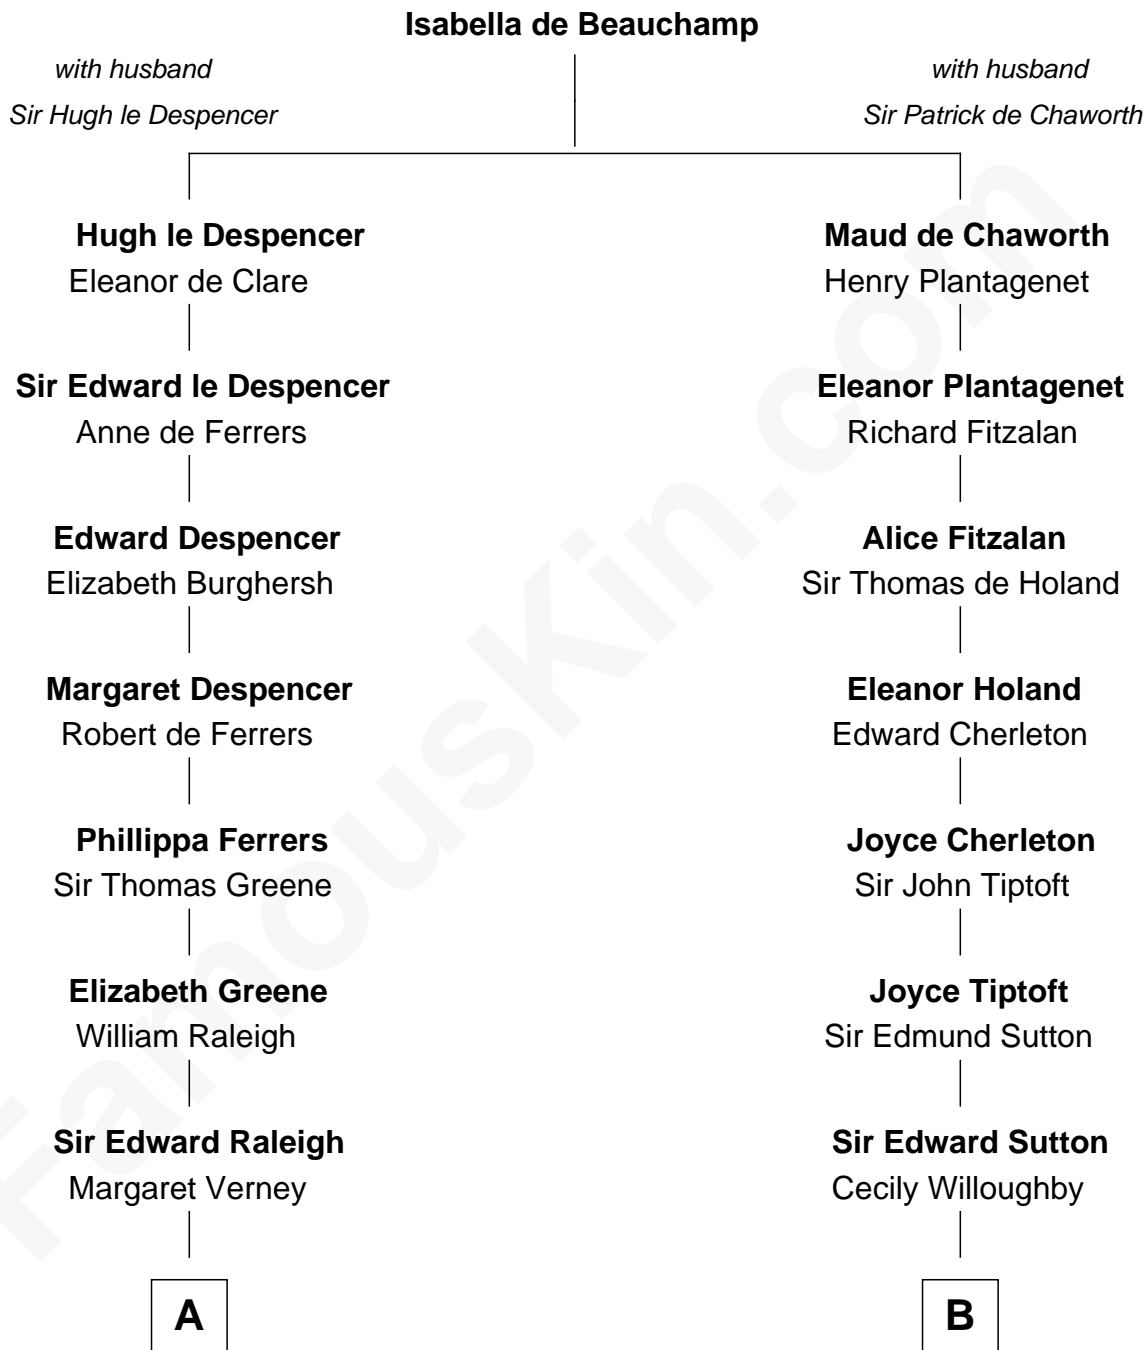 Isabella de Beauchamp
with husband
Sir Hugh le Despencer
with husband
Sir Patrick de Chaworth
Hugh le Despencer
Eleanor de Clare
Maud de Chaworth
Henry Plantagenet
Sir Edward le Despencer
Anne de Ferrers
Eleanor Plantagenet
Richard Fitzalan
Edward Despencer
Elizabeth Burghersh
Alice Fitzalan
Sir Thomas de Holand
Margaret Despencer
Robert de Ferrers
Eleanor Holand
Edward Cherleton
Phillippa Ferrers
Sir Thomas Greene
Joyce Cherleton
Sir John Tiptoft
Elizabeth Greene
William Raleigh
Joyce Tiptoft
Sir Edmund Sutton
Sir Edward Raleigh
Margaret Verney
Sir Edward Sutton
Cecily Willoughby
A
B
FamousKin.com